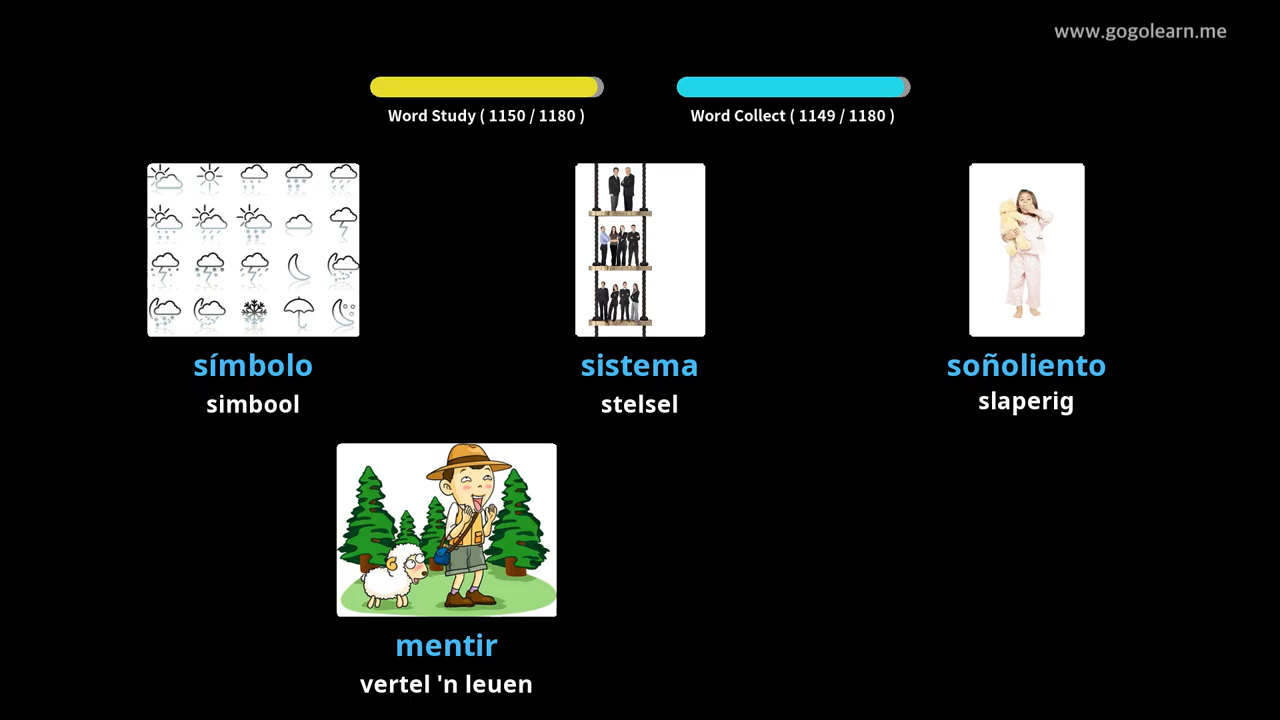 www.gogolearn.me
Word Study ( 1150 / 1180 )
Word Collect ( 1149 / 1180 )
símbolo
simbool
sistema
stelsel
soñoliento
slaperig
mentir
vertel 'n leuen